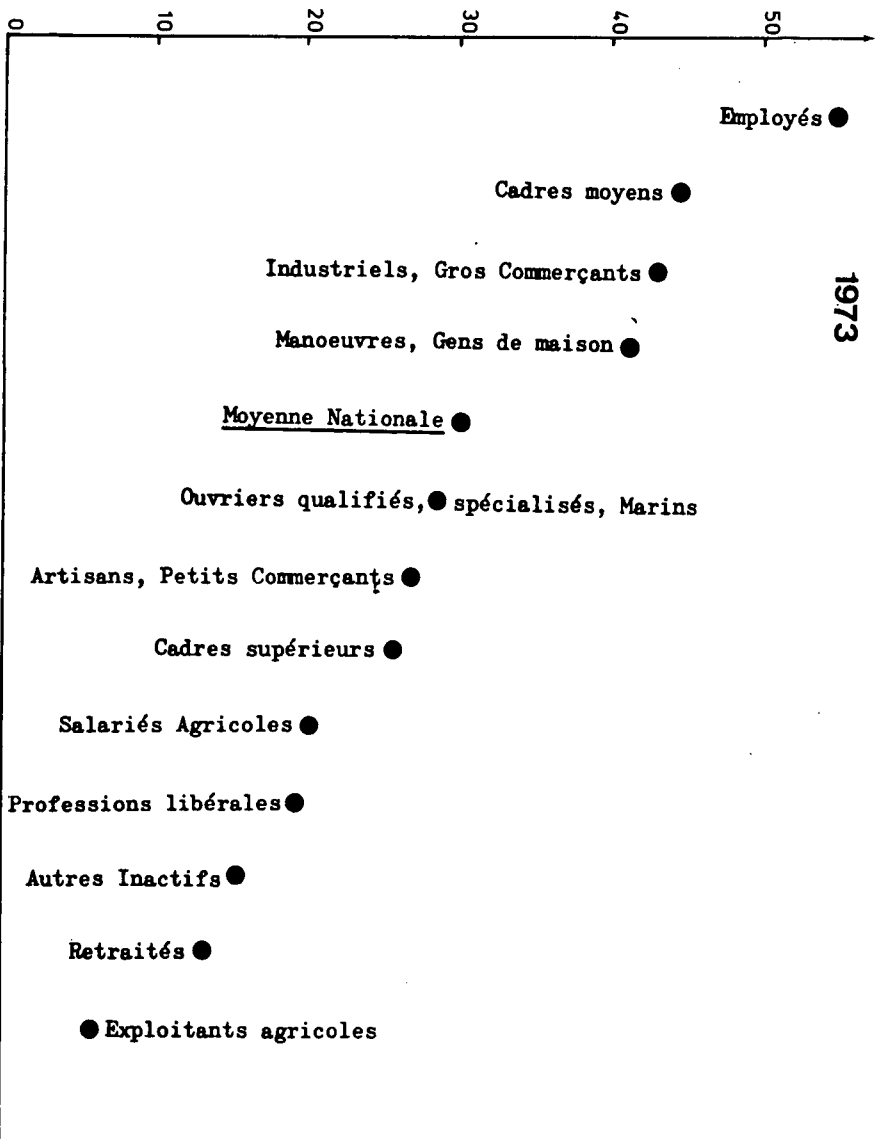 0 10 20 30 40 50
Employés
Cadres moyens
Industriels, Gros Commerçants
1973
Manoeuvres, Gens de maison
Moyenne Nationale
Ouvriers qualifiés, spécialisés, Marins
Artisans, Petits Commerçants
Cadres supérieurs
Salariés Agricoles
Professions libérales
Autres Inactifs
Retraités
Exploitants agricoles